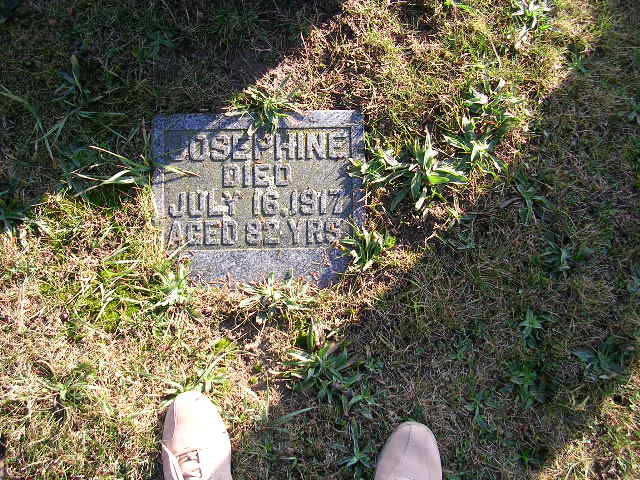 JOSEPHINE
DIED
JULY 16, 1917
AGED 82 YRS.